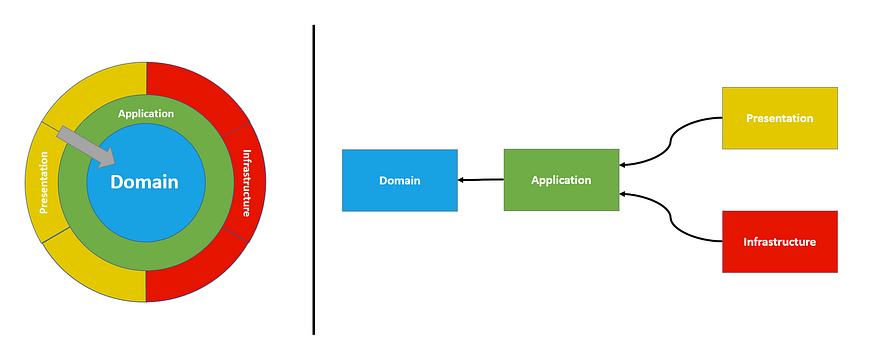 Application
Presentation
Infrastructure
Domain
Presentation
Domain
Application
Infrastructure